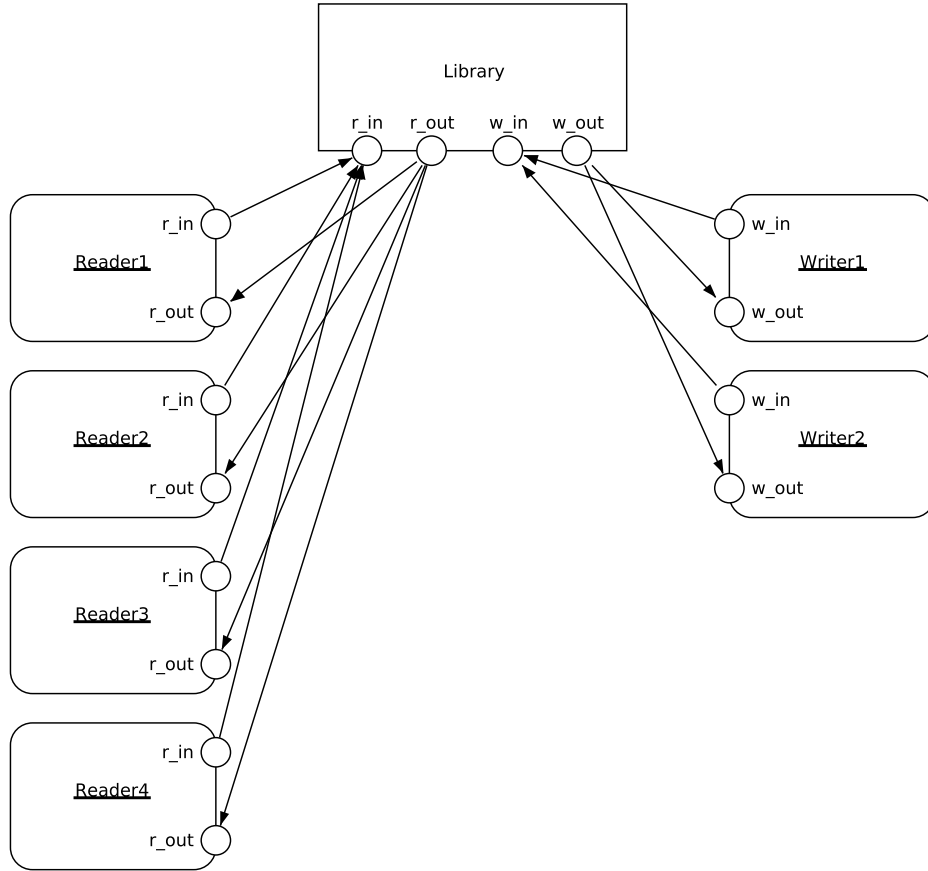 Library
r_in r_out w_in w_out
r_in
Reader1
r_out
r_in
Reader2
r_out
r_in
Reader3
r_out
r_in
Reader4
r_out
w_in
Writer1
w_out
w_in
Writer2
w_out